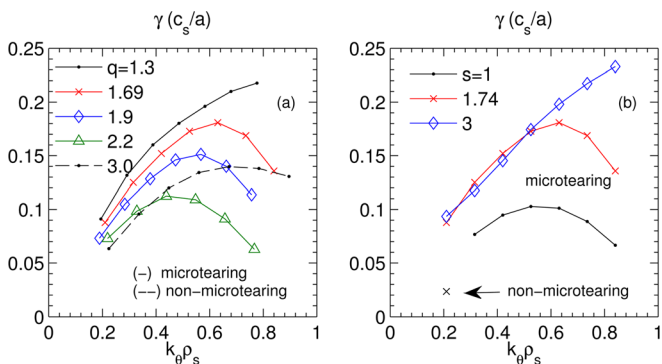 γ (c_s/a)
0.25
0.2
0.15
0.1
0.05
0
0
0.2
0.4
0.6
0.8
1
k_θρ_s
q=1.3
1.69
1.9
2.2
3.0
(a)
(−) microtearing
(−−) non−microtearing
γ (c_s/a)
0.25
0.2
0.15
0.1
0.05
0
0
0.2
0.4
0.6
0.8
1
k_θρ_s
s=1
1.74
3
(b)
microtearing
non−microtearing